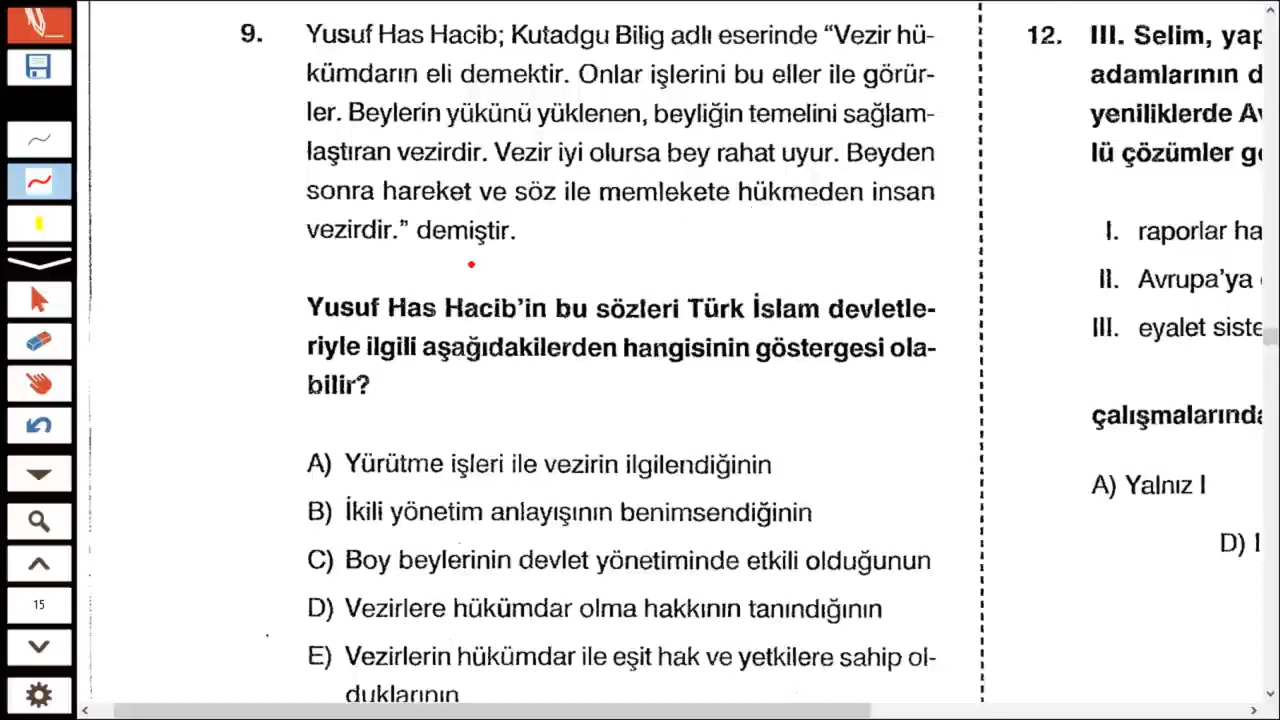 9. Yusuf Has Hacib; Kutadgu Bilig adlı eserinde “Vezir hü-
kümdarın eli demektir. Onlar işlerini bu eller ile görür-
ler. Beylerin yükünü yüklenen, beyliğin temelini sağlam-
laştıran vezirdir. Vezir iyi olursa bey rahat uyur. Beyden
sonra hareket ve söz ile memlekete hükmeden insan
vezirdir.” demiştir.
Yusuf Has Hacib’in bu sözleri Türk İslam devletle-
riyle ilgili aşağıdakilerden hangisinin göstergesi ola-
bilir?
A) Yürütme işleri ile vezirin ilgilendiğinin
B) İkili yönetim anlayışının benimsendiğinin
C) Boy beylerinin devlet yönetiminde etkili olduğunun
D) Vezirlere hükümdar olma hakkının tanındığının
E) Vezirlerin hükümdar ile eşit hak ve yetkilere sahip ol-
duklarının
12. III. Selim, yap
adamlarının d
yeniliklerde Av
lü çözümler ge
I. raporlar ha
II. Avrupa’ya
III. eyalet siste
çalışmalarında
A) Yalnız I
D) I
15